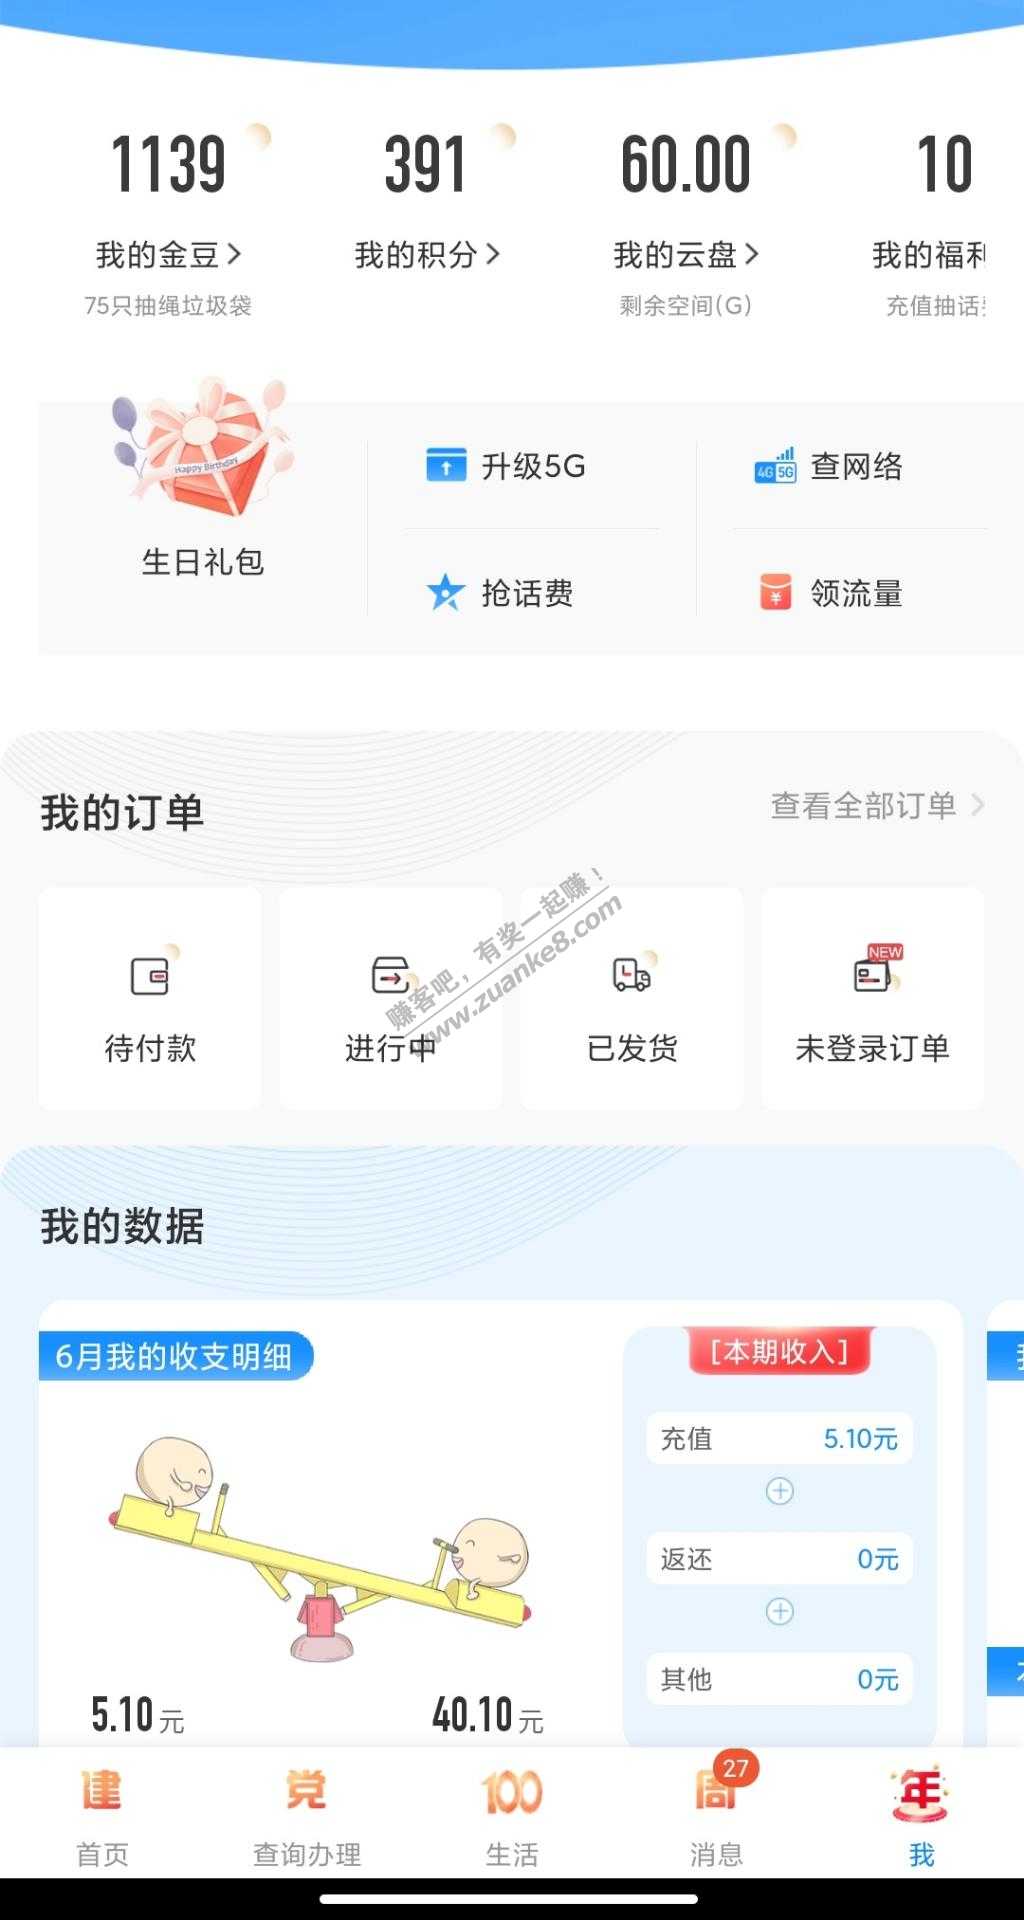 1139 391 60.00 10
我的金豆 我的积分 我的云盘 我的福利
75只抽绳垃圾袋 剩余空间(G) 充值抽话
Happy Birthday
生日礼包
升级5G
4G 5G 查网络
抢话费
领流量
我的订单
查看全部订单
NEW
待付款 进行中 已发货 未登录订单
赚客吧，有奖一起赚！
www.zuanke8.com
我的数据
6月我的收支明细
[本期收入]
充值 5.10元
返还 0元
其他 0元
5.10元 40.10元
建 党 100 周 27 年
首页 查询办理 生活 消息 我